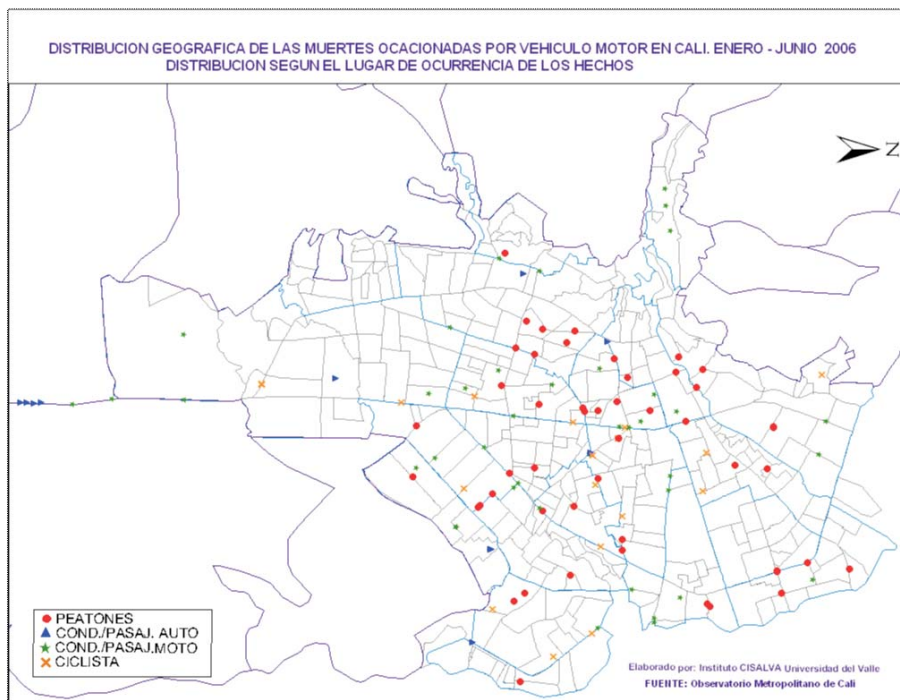 DISTRIBUCION GEOGRAFICA DE LAS MUERTES OCACIONADAS POR VEHICULO MOTOR EN CALI. ENERO - JUNIO 2006
DISTRIBUCION SEGUN EL LUGAR DE OCURRENCIA DE LOS HECHOS
Z
PEATONES
COND./PASAJ. AUTO
COND./PASAJ.MOTO
CICLISTA
Elaborado por: Instituto CISALVA Universidad del Valle
FUENTE: Observatorio Metropolitano de Cali